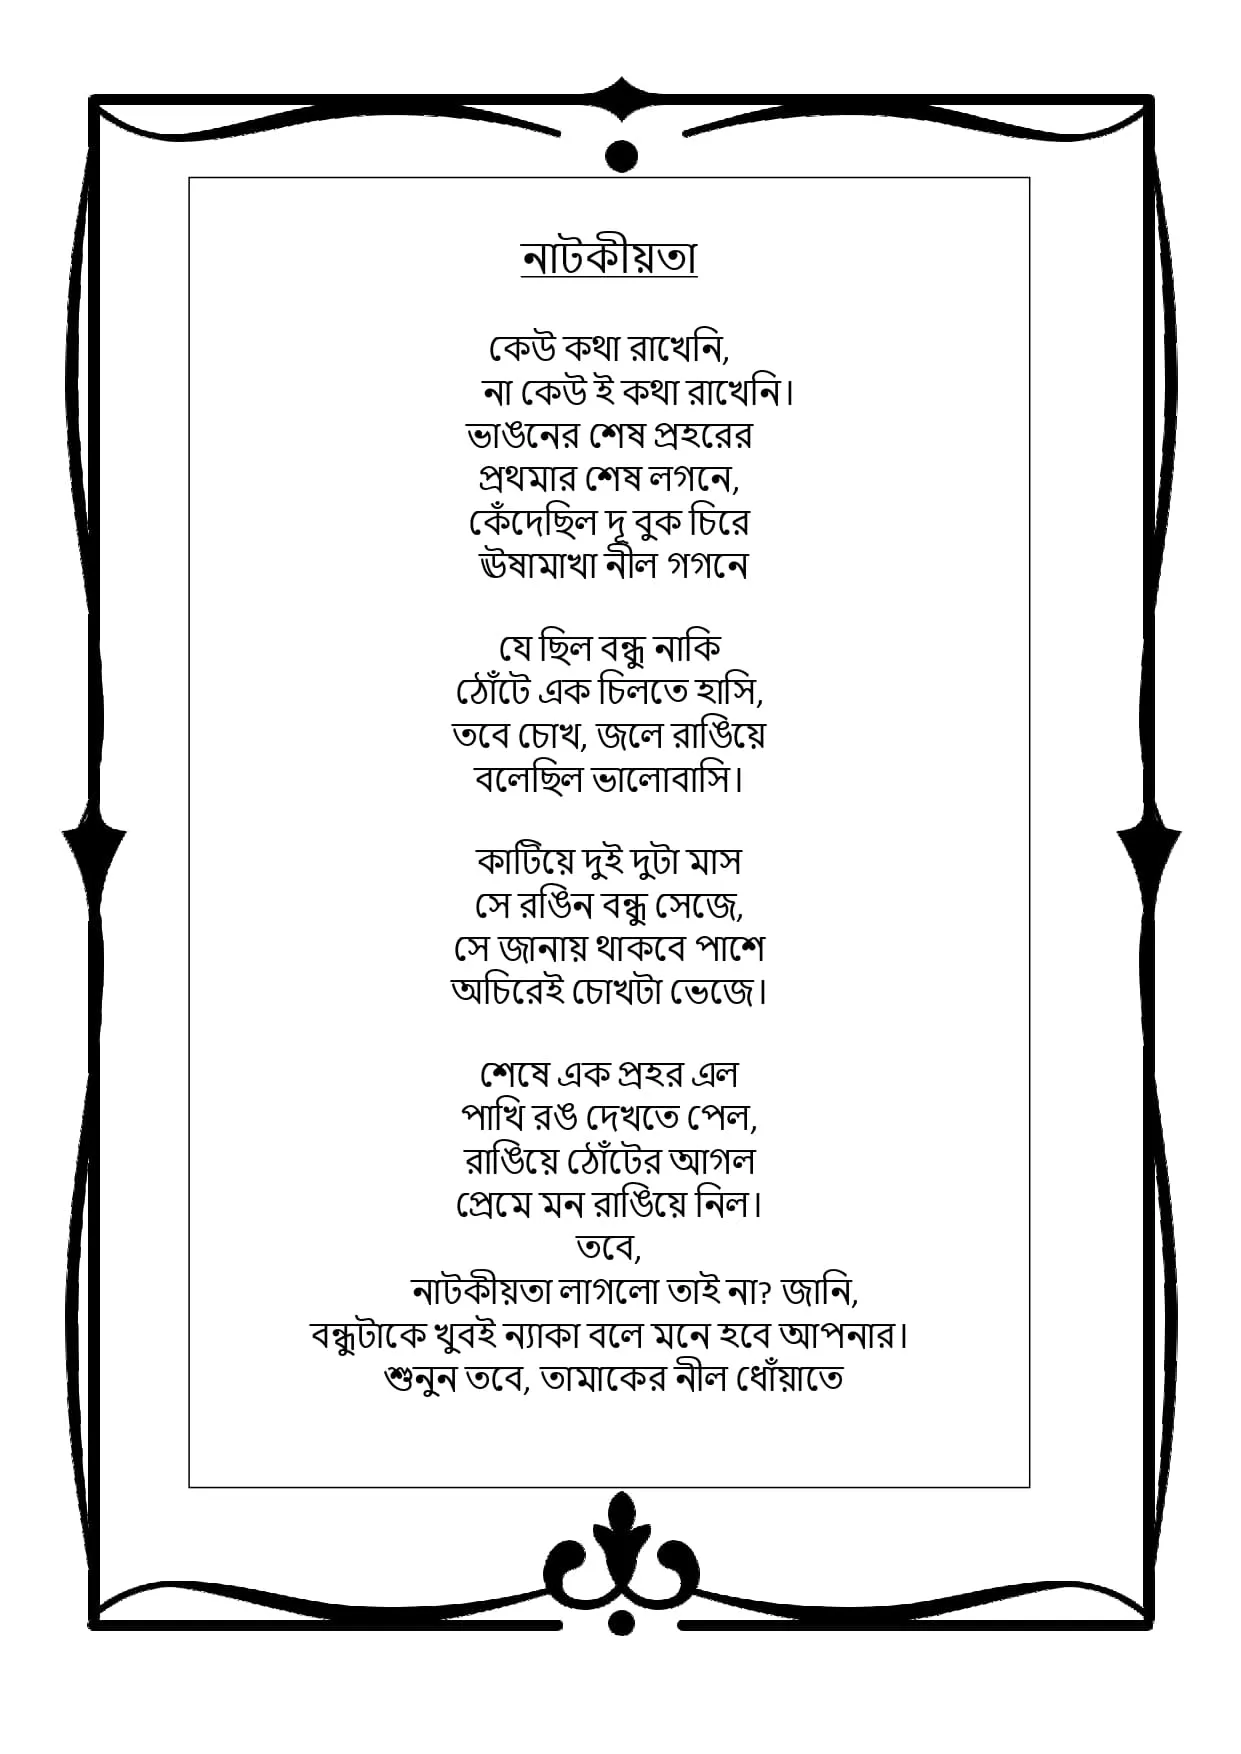 নাটকীয়তা
কেউ কথা রাখেনি,
না কেউ ই কথা রাখেনি।
ভাঙনের শেষ প্রহরের
প্রথমার শেষ লগনে,
কেঁদেছিল দূ বুক চিরে
ঊষামাখা নীল গগনে
যে ছিল বন্ধু নাকি
ঠোঁটে এক চিলতে হাসি,
তবে চোখ, জলে রাঙিয়ে
বলেছিল ভালোবাসি।
কাটিয়ে দুই দুটা মাস
সে রঙিন বন্ধু সেজে,
সে জানায় থাকবে পাশে
অচিরেই চোখটা ভেজে।
শেষে এক প্রহর এল
পাখি রঙ দেখতে পেল,
রাঙিয়ে ঠোঁটের আগল
প্রেমে মন রাঙিয়ে নিল।
তবে,
নাটকীয়তা লাগলো তাই না? জানি,
বন্ধুটাকে খুবই ন্যাকা বলে মনে হবে আপনার।
শুনুন তবে, তামাকের নীল ধোঁয়াতে